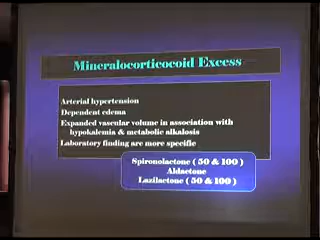 Mineralocorticocoid Excess
Arterial hypertension
Dependent edema
Expanded vascular volume in association with
hypokalemia & metabolic alkalosis
Laboratory finding are more specific
Spironolactone ( 50 & 100 )
Aldactone
Lazilactone ( 50 & 100 )